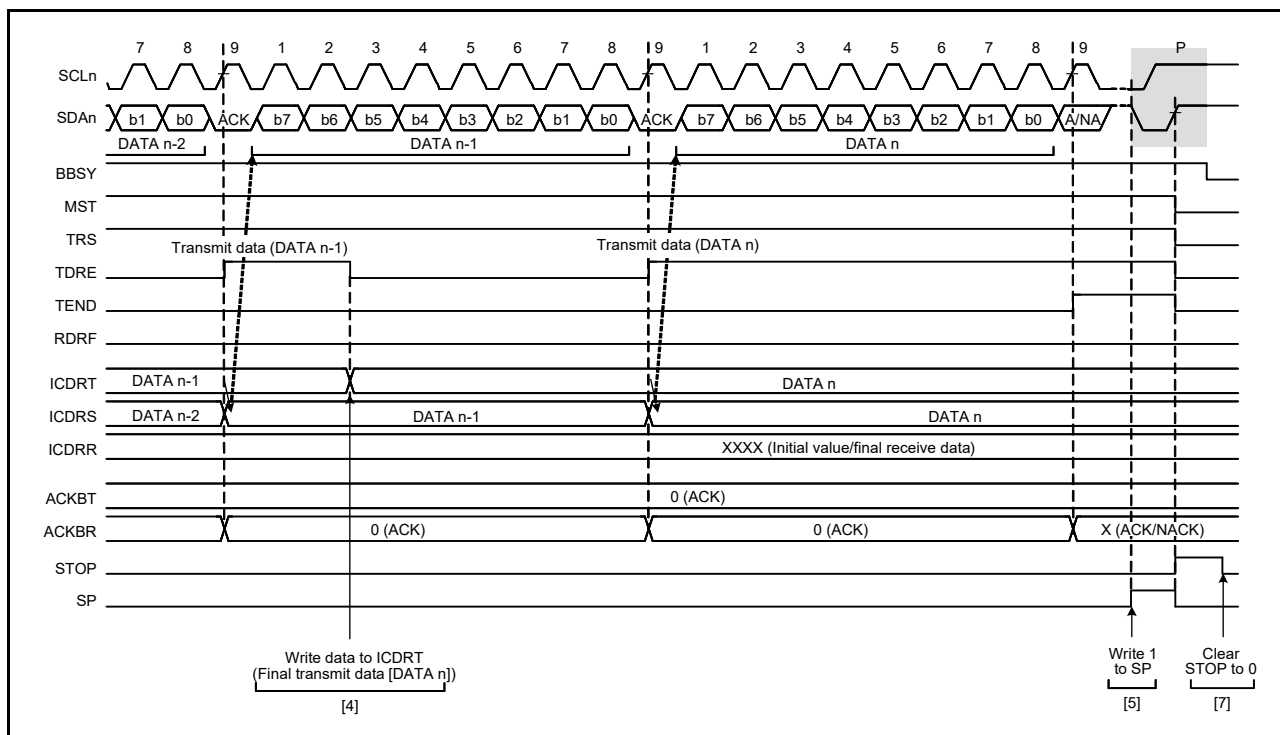 7 8 9 1 2 3 4 5 6 7 8 9 1 2 3 4 5 6 7 8 9 P
SCLn
SDAn b1 b0 ACK b7 b6 b5 b4 b3 b2 b1 b0 ACK b7 b6 b5 b4 b3 b2 b1 b0 A/NA
DATA n-2 DATA n-1 DATA n
BBSY
MST
TRS
Transmit data (DATA n-1) Transmit data (DATA n)
TDRE
TEND
RDRF
ICDRT DATA n-1 DATA n
ICDRS DATA n-2 DATA n-1 DATA n
ICDRR XXXX (Initial value/final receive data)
ACKBT 0 (ACK)
ACKBR 0 (ACK) 0 (ACK) X (ACK/NACK)
STOP
SP
Write data to ICDRT
(Final transmit data [DATA n])
[4]
Write 1
to SP
[5]
Clear
STOP to 0
[7]